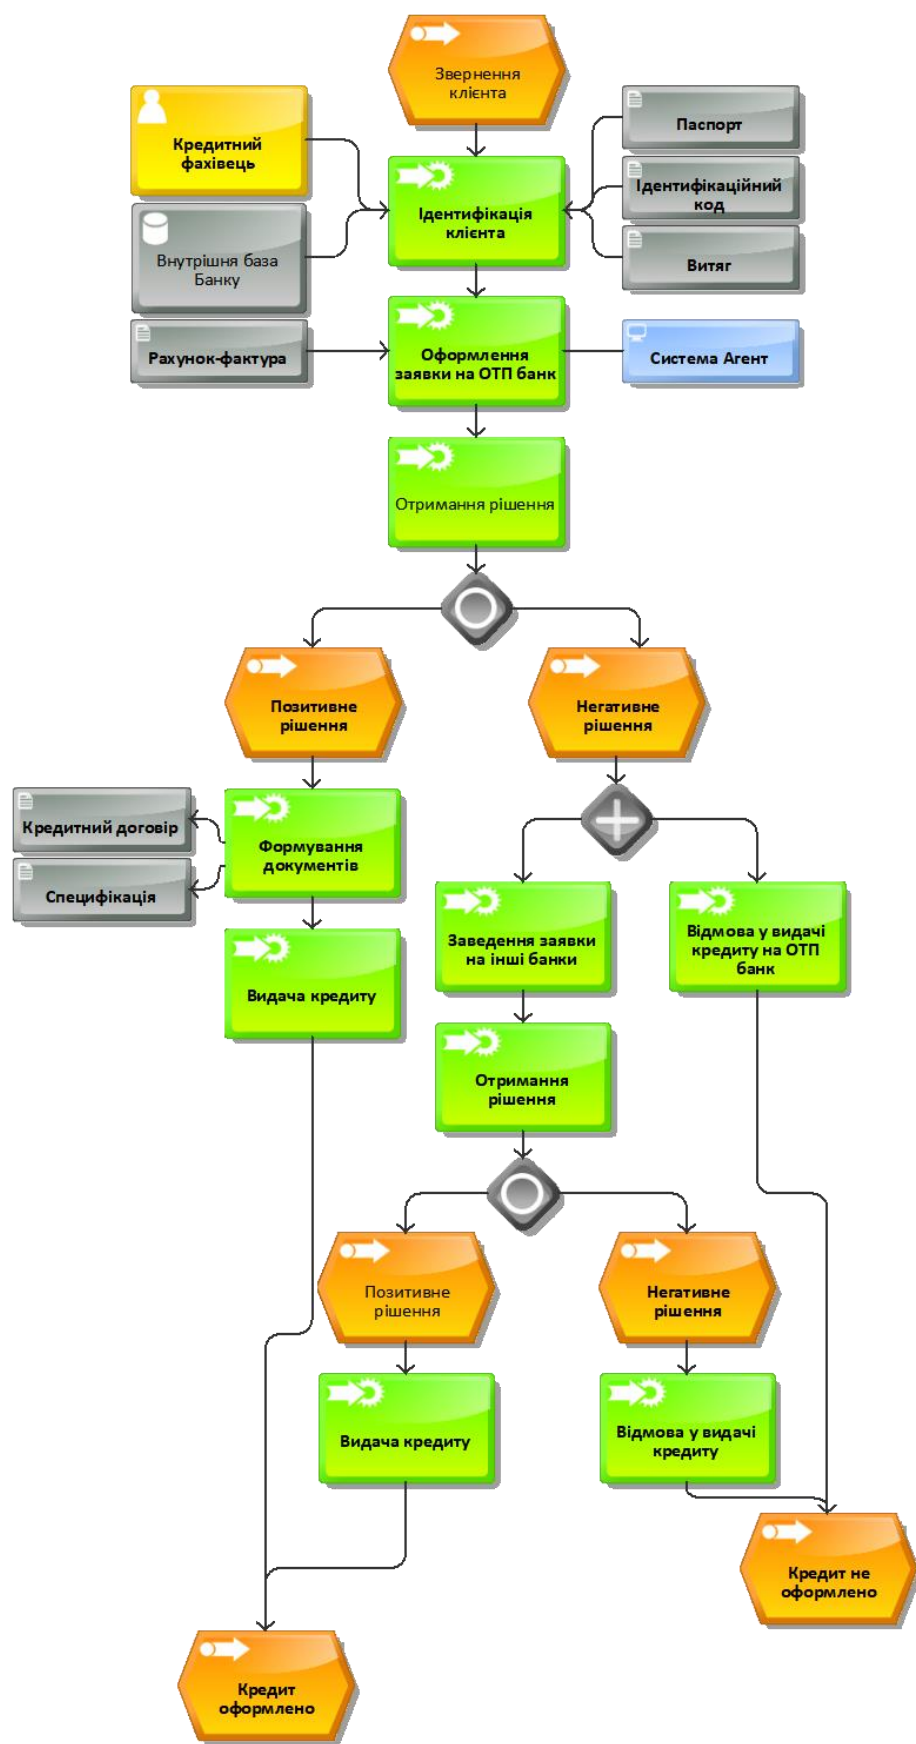 Звернення
клієнта
Кредитний
фахівець
Паспорт
Ідентифікація
клієнта
Ідентифікаційний
код
Внутрішня база
Банку
Витяг
Рахунок-фактура
Оформлення
заявки на ОТП банк
Система Агент
Отримання рішення
Позитивне
рішення
Негативне
рішення
Кредитний договір
Формування
документів
Специфікація
Заведення заявки
на інші банки
Відмова у видачі
кредиту на ОТП
банк
Видача кредиту
Отримання
рішення
Позитивне
рішення
Негативне
рішення
Видача кредиту
Відмова у видачі
кредиту
Кредит не
оформлено
Кредит
оформлено